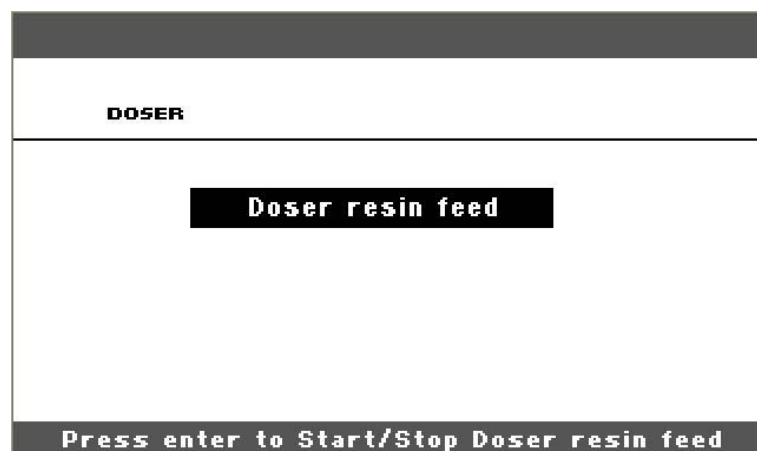 DOSER
Doser resin feed
Press enter to Start/Stop Doser resin feed